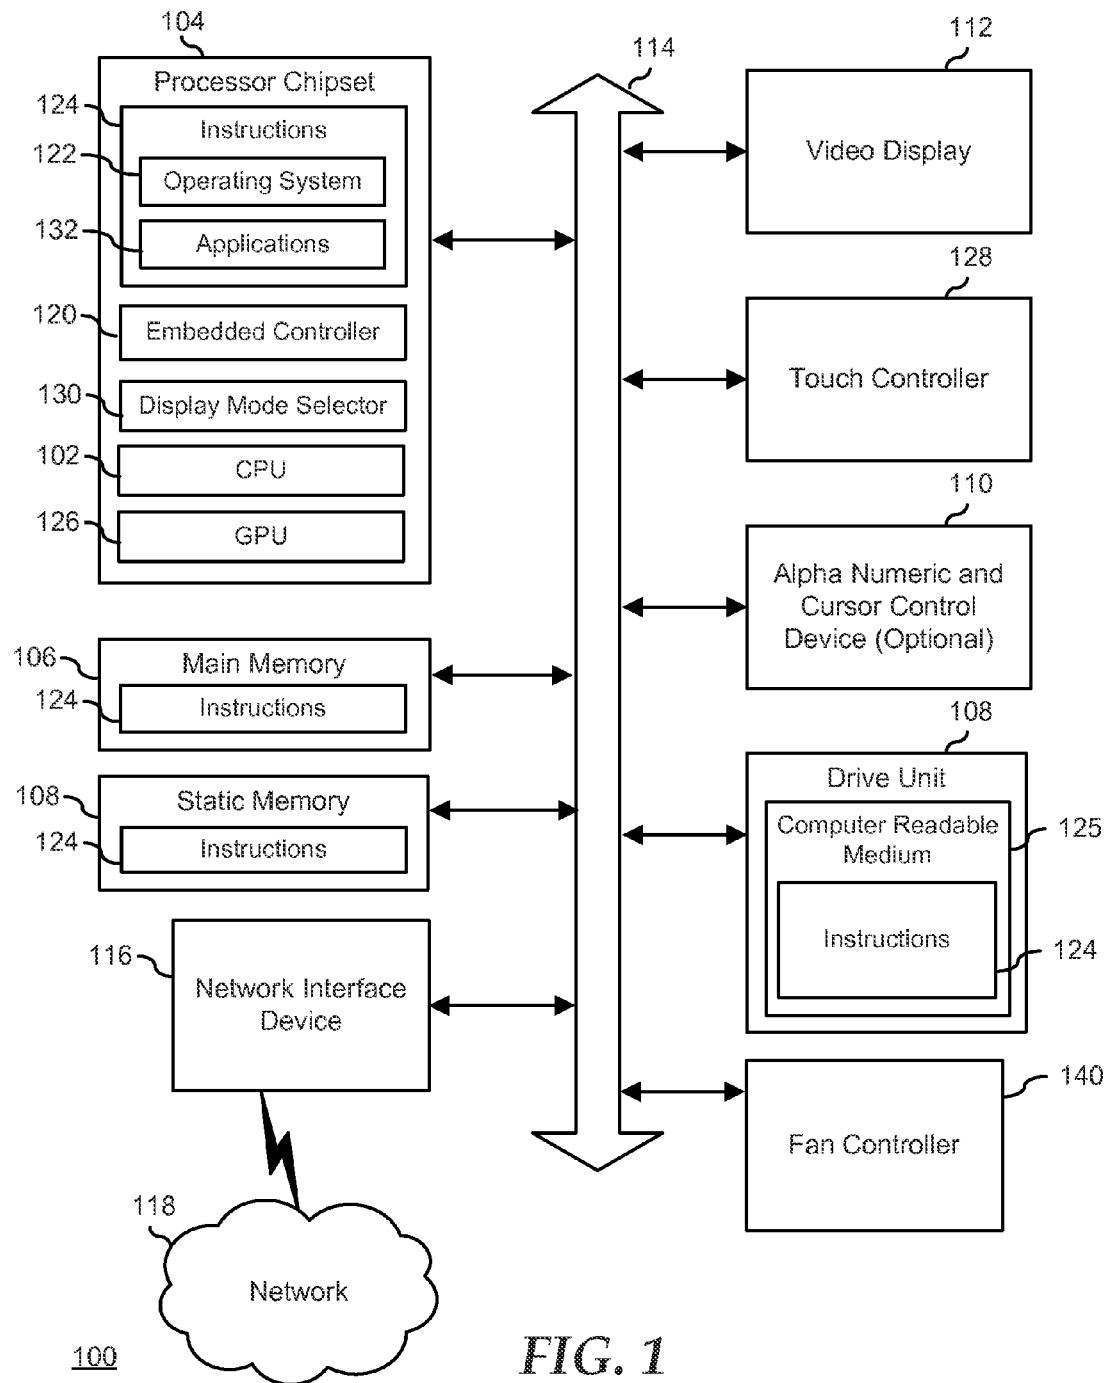 104
Processor Chipset
124
Instructions
122
Operating System
132
Applications
120
Embedded Controller
130
Display Mode Selector
102
CPU
126
GPU
106
Main Memory
124
Instructions
108
Static Memory
124
Instructions
116
Network Interface
Device
118
Network
100
114
112
Video Display
128
Touch Controller
110
Alpha Numeric and
Cursor Control
Device (Optional)
108
Drive Unit
Computer Readable
Medium
125
Instructions
124
140
Fan Controller
FIG. 1